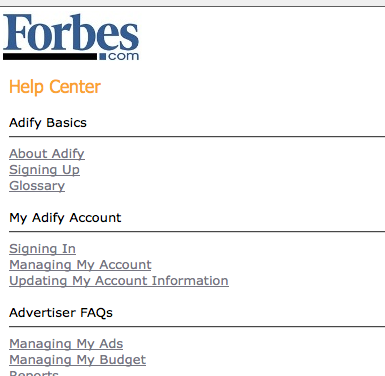 Forbes
.com
Help Center
Adify Basics
About Adify
Signing Up
Glossary
My Adify Account
Signing In
Managing My Account
Updating My Account Information
Advertiser FAQs
Managing My Ads
Managing My Budget
Reports